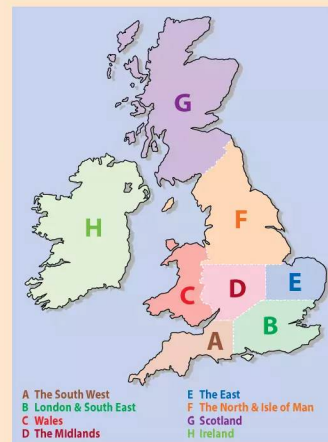 G
H
F
C
D
E
A
B
A The South West
B London & South East
C Wales
D The Midlands
E The East
F The North & Isle of Man
G Scotland
H Ireland